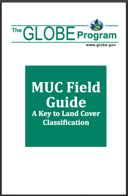 The GLOBE Program
www.globe.gov
MUC Field
Guide
A Key to Land Cover
Classification